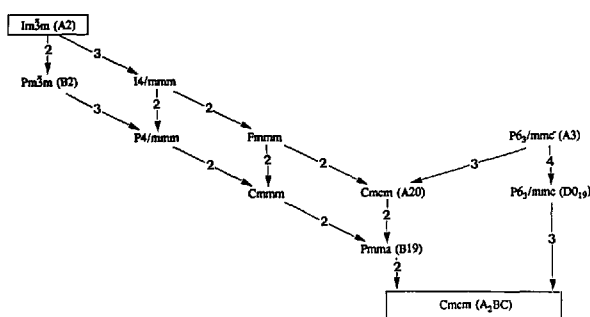 Im3̄m (A2)
2
3
Pm3̄m (B2)
I4/mmm
3
2
2
P4/mmm
Fmmm
P6₃/mmc (A3)
2
2
2
3
4
Cmmm
Cmcm (A20)
P6₃/mmc (D0₁₉)
2
2
3
Pmma (B19)
2
Cmcm (A₂BC)